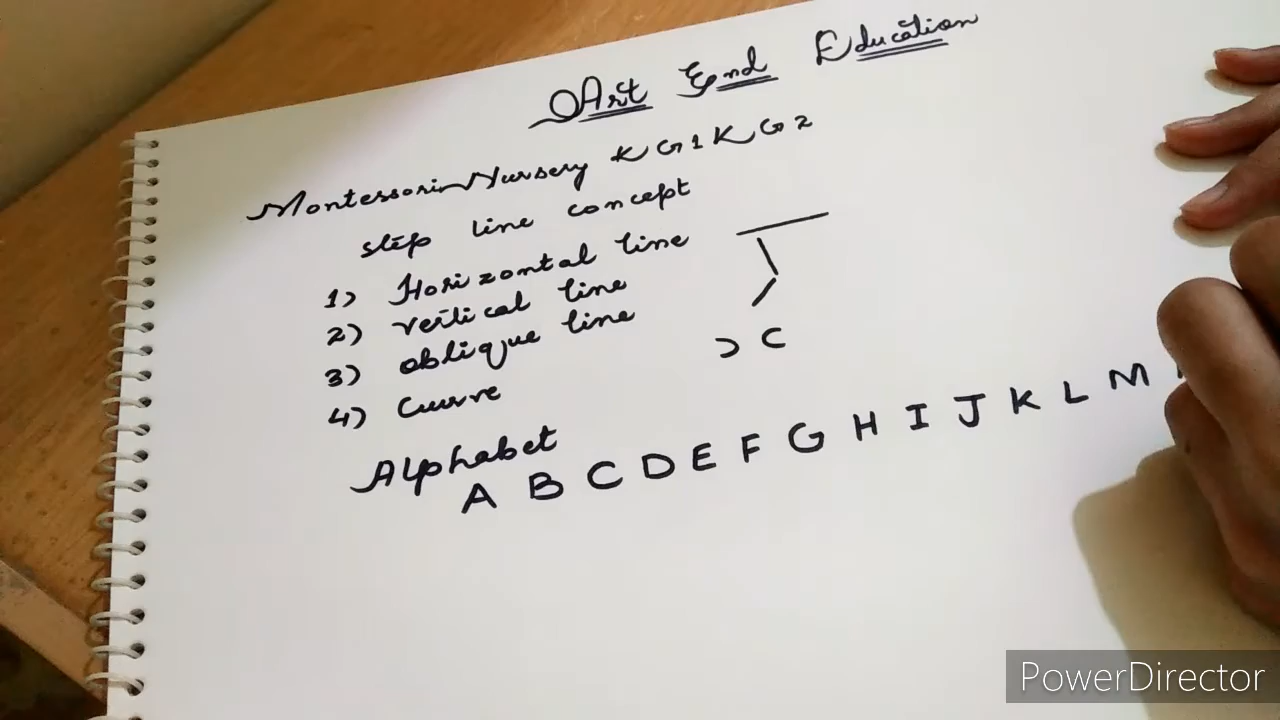 Art End Education
Montessori Nursery KG1 KG2
step line concept
1) Horizontal line
2) vertical line
3) oblique line
4) Curve
Alphabet
A B C D E F G H I J K L M
PowerDirector